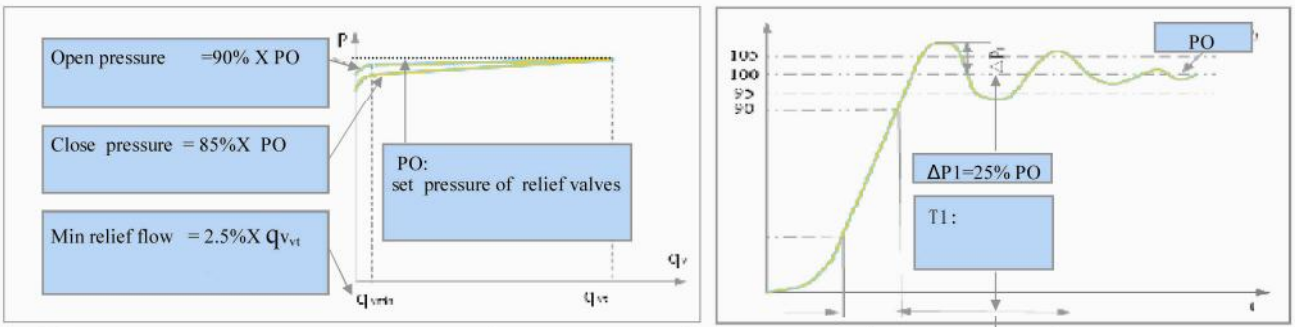 P
Open pressure =90% X PO
Close pressure = 85%X PO
PO:
set pressure of relief valves
Min relief flow = 2.5%X qvvt
qv
qvmin
qvt
PO
ΔP1
105
100
95
90
ΔP1=25% PO
T1: